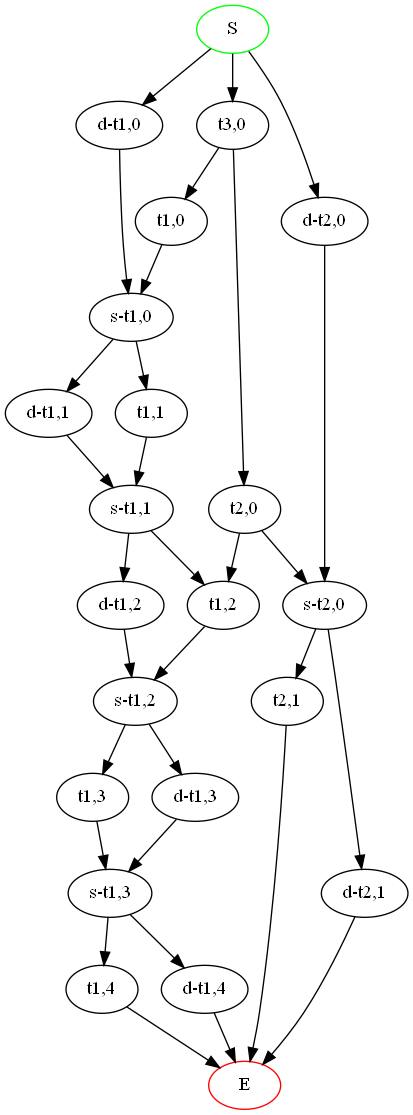 S
d-t1,0
t3,0
t1,0
d-t2,0
s-t1,0
d-t1,1
t1,1
s-t1,1
t2,0
d-t1,2
t1,2
s-t2,0
s-t1,2
t2,1
t1,3
d-t1,3
s-t1,3
d-t2,1
t1,4
d-t1,4
E